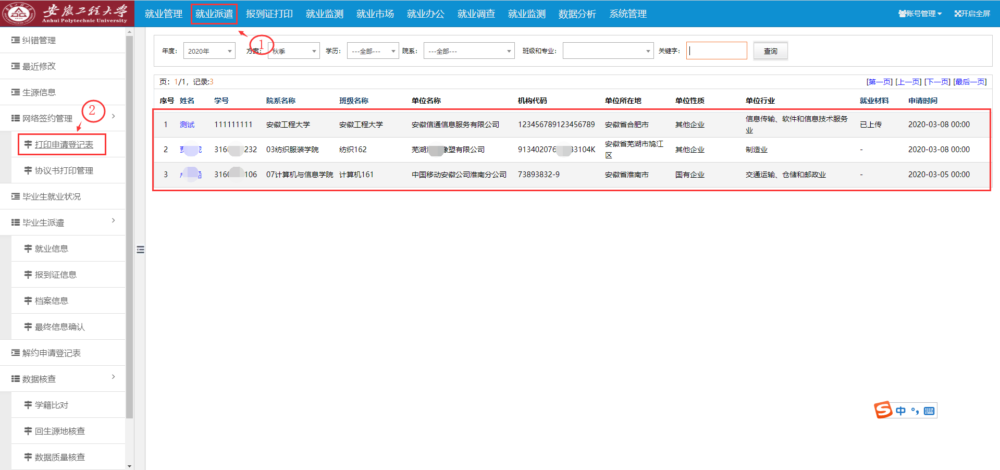 安徽工程大学
Anhui Polytechnic University
就业管理 就业派遣 报到证打印 就业监测 就业市场 就业办公 就业调查 就业监测 数据分析 系统管理 账号管理 开启全屏
1
年度： 2020年 方案： 秋季 学历： ---全部--- 院系： ---全部--- 班级和专业： 关键字： 查询
页：1/1，记录:3 [第一页] [上一页] [下一页] [最后一页]
序号 姓名 学号 院系名称 班级名称 单位名称 机构代码 单位所在地 单位性质 单位行业 就业材料 申请时间
1 测试 111111111 安徽工程大学 安徽工程大学 安徽信通信息服务有限公司 123456789123456789 安徽省合肥市 其他企业 信息传输、软件和信息技术服务业 已上传 2020-03-08 00:00
2 316 232 03纺织服装学院 纺织162 芜湖 橡塑有限公司 913402076 3104K 安徽省芜湖市鸠江区 其他企业 制造业 - 2020-03-08 00:00
3 316 106 07计算机与信息学院 计算机161 中国移动安徽公司淮南分公司 73893832-9 安徽省淮南市 国有企业 交通运输、仓储和邮政业 - 2020-03-05 00:00
纠错管理
最近修改
生源信息
网络签约管理
2
打印申请登记表
协议书打印管理
毕业生就业状况
毕业生派遣
就业信息
报到证信息
档案信息
最终信息确认
解约申请登记表
数据核查
学籍比对
回生源地核查
数据质量核查
S 中 °,